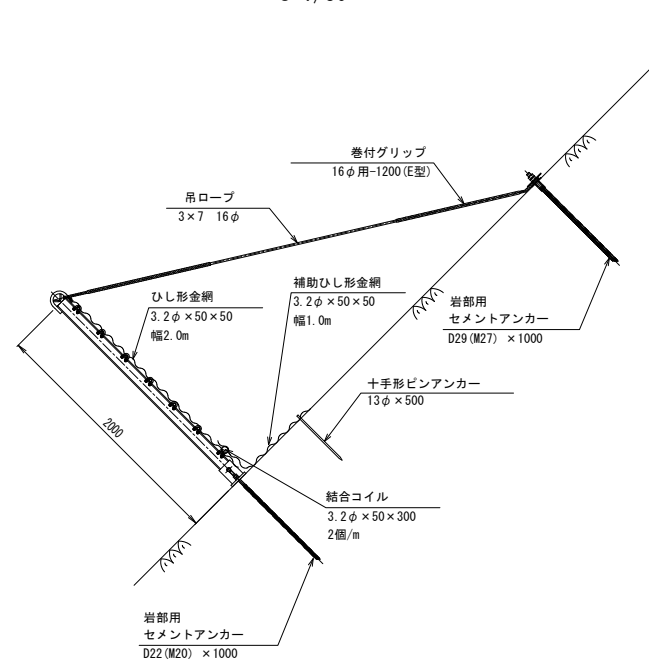 巻付グリップ
16φ用-1200(E型)
吊ロープ
3×7 16φ
ひし形金網
3.2φ×50×50
幅2.0m
補助ひし形金網
3.2φ×50×50
幅1.0m
岩部用
セメントアンカー
D29(M27) ×1000
十手形ピンアンカー
13φ×500
2000
結合コイル
3.2φ×50×300
2個/m
岩部用
セメントアンカー
D22(M20) ×1000